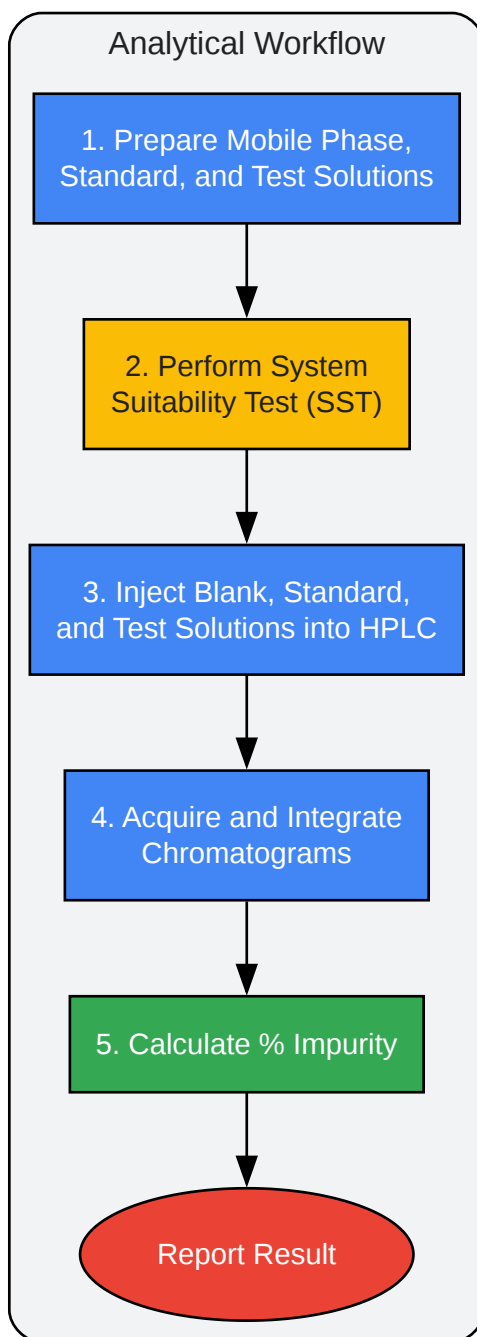 Analytical Workflow
1. Prepare Mobile Phase,
Standard, and Test Solutions
2. Perform System
Suitability Test (SST)
3. Inject Blank, Standard,
and Test Solutions into HPLC
4. Acquire and Integrate
Chromatograms
5. Calculate % Impurity
Report Result